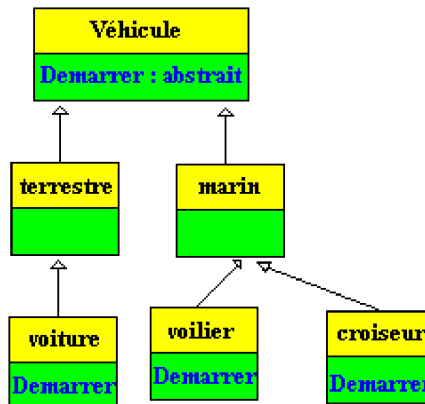 Véhicule
Demarrer : abstrait
terrestre
marin
voiture
Demarrer
voilier
Demarrer
croiseur
Demarrer